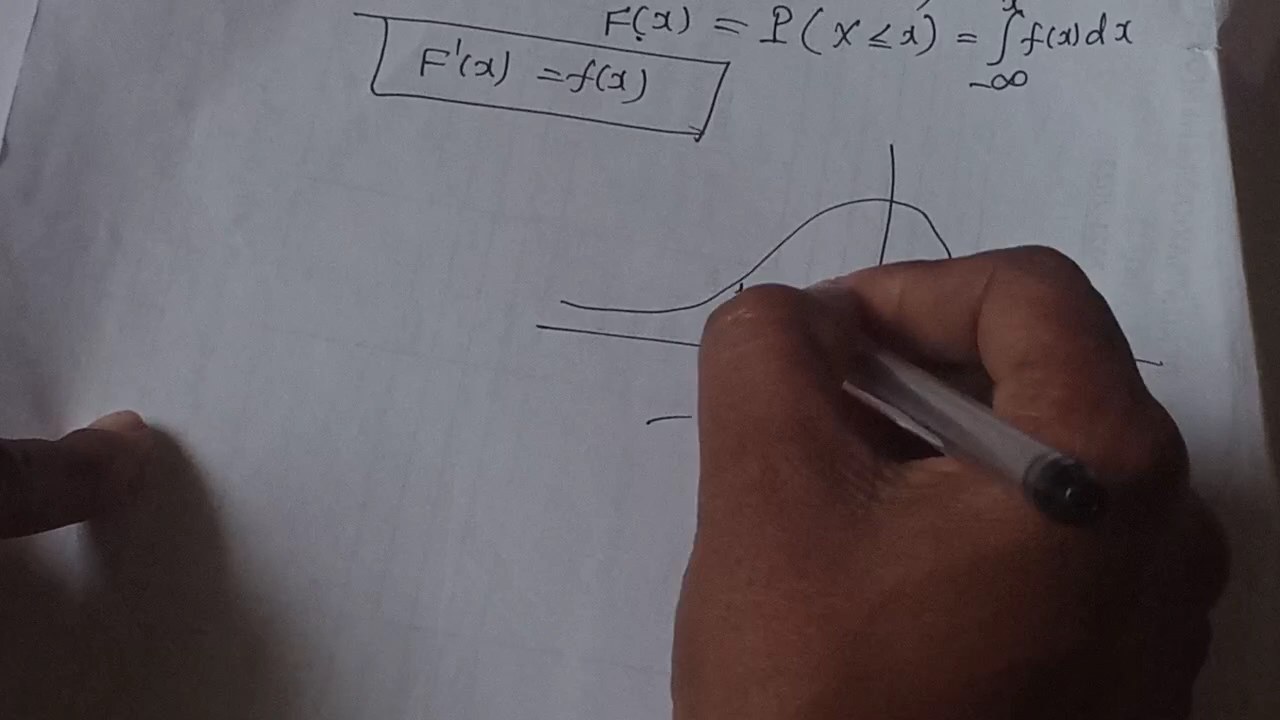 F(x) = P(X ≤ x) = ∫_{-∞}^{x} f(x) dx
F'(x) = f(x)